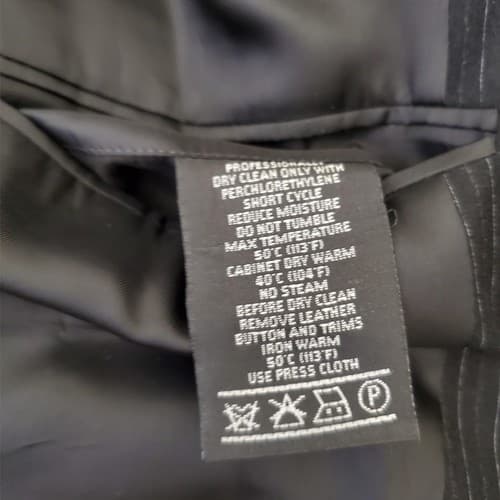 PROFESSIONALLY
DRY CLEAN ONLY WITH
PERCHLORETHYLENE
SHORT CYCLE
REDUCE MOISTURE
DO NOT TUMBLE
MAX TEMPERATURE
50°C (113°F)
CABINET DRY WARM
40°C (104°F)
NO STEAM
BEFORE DRY CLEAN
REMOVE LEATHER
BUTTON AND TRIMS
IRON WARM
50°C (113°F)
USE PRESS CLOTH
P